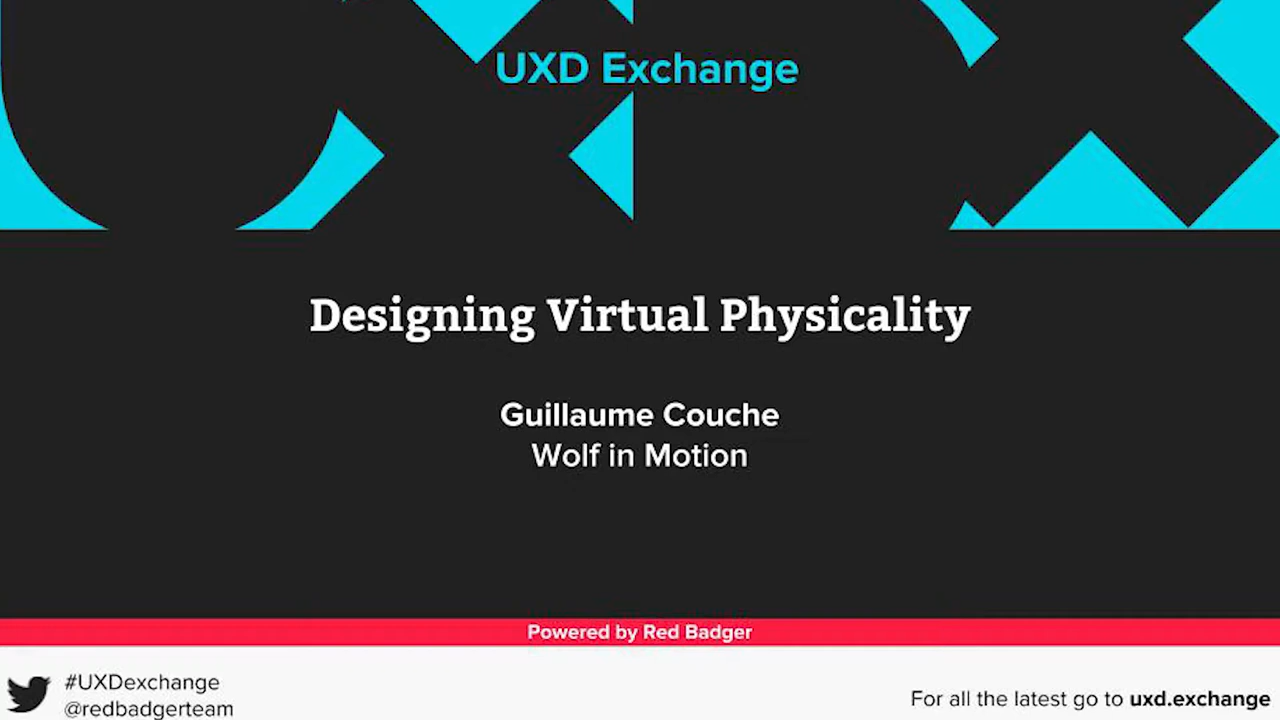 UXD Exchange
Designing Virtual Physicality
Guillaume Couche
Wolf in Motion
Powered by Red Badger
#UXDexchange
@redbadgerteam
For all the latest go to uxd.exchange